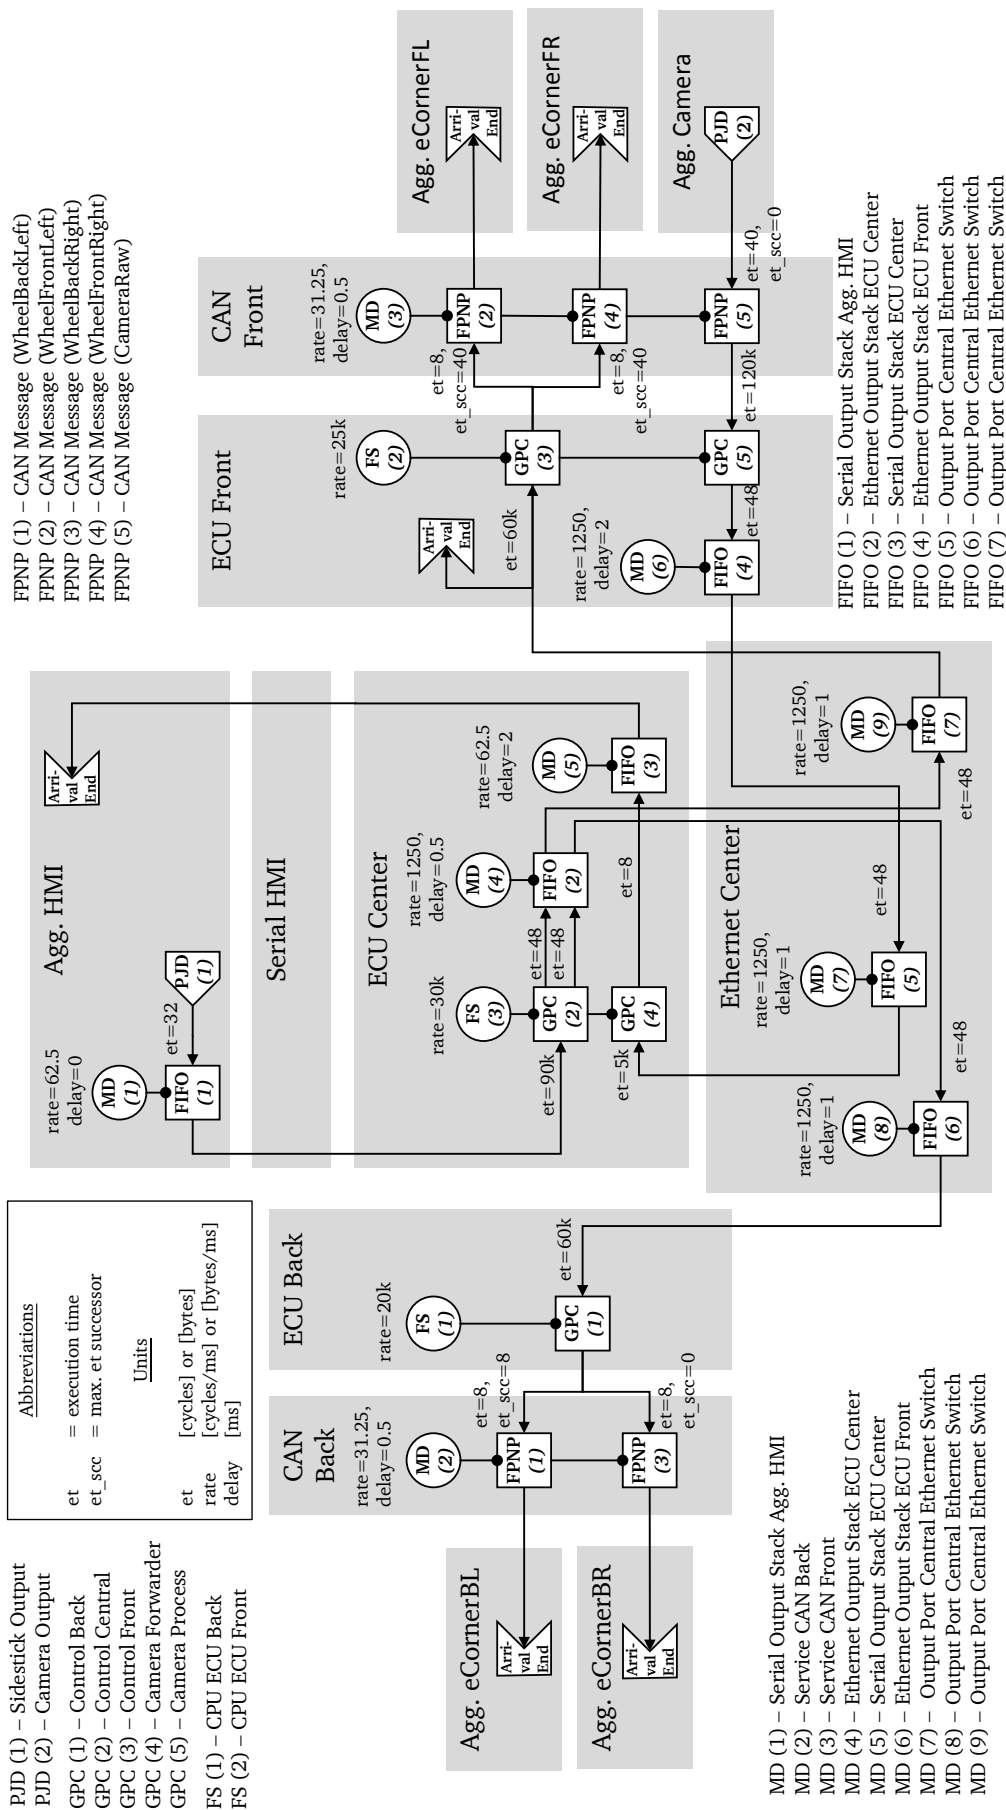 PJD (1) – Sidestick Output
PJD (2) – Camera Output
GPC (1) – Control Back
GPC (2) – Control Central
GPC (3) – Control Front
GPC (4) – Camera Forwarder
GPC (5) – Camera Process
FS (1) – CPU ECU Back
FS (2) – CPU ECU Front
Abbreviations
et = execution time
et_scc = max. et successor
Units
et [cycles] or [bytes]
rate [cycles/ms] or [bytes/ms]
delay [ms]
FPNP (1) – CAN Message (WheelBackLeft)
FPNP (2) – CAN Message (WheelFrontLeft)
FPNP (3) – CAN Message (WheelBackRight)
FPNP (4) – CAN Message (WheelFrontRight)
FPNP (5) – CAN Message (CameraRaw)
Agg. HMI
rate=62.5
delay=0
MD
(1)
FIFO
(1)
et=32
PJD
(1)
Arri-
val
End
Serial HMI
ECU Center
rate=30k
FS
(3)
GPC
(2)
et=90k
GPC
(4)
et=5k
et=48
et=48
rate=1250,
delay=0.5
MD
(4)
FIFO
(2)
et=8
rate=62.5
delay=2
MD
(5)
FIFO
(3)
Ethernet Center
rate=1250,
delay=1
MD
(8)
FIFO
(6)
et=48
rate=1250,
delay=1
MD
(7)
FIFO
(5)
et=48
rate=1250,
delay=1
MD
(9)
FIFO
(7)
et=48
ECU Back
rate=20k
FS
(1)
GPC
(1)
et=60k
CAN
Back
rate=31.25,
delay=0.5
MD
(2)
FPNP
(1)
et=8,
et_scc=8
FPNP
(3)
et=8,
et_scc=0
Agg. eCornerBL
Arri-
val
End
Agg. eCornerBR
Arri-
val
End
ECU Front
rate=25k
FS
(2)
Arri-
val
End
et=60k
GPC
(3)
rate=1250,
delay=2
MD
(6)
FIFO
(4)
et=48
GPC
(5)
et=120k
CAN
Front
rate=31.25,
delay=0.5
MD
(3)
FPNP
(2)
et=8,
et_scc=40
FPNP
(4)
et=8,
et_scc=40
FPNP
(5)
et=40,
et_scc=0
Agg. eCornerFL
Arri-
val
End
Agg. eCornerFR
Arri-
val
End
Agg. Camera
PJD
(2)
MD (1) – Serial Output Stack Agg. HMI
MD (2) – Service CAN Back
MD (3) – Service CAN Front
MD (4) – Ethernet Output Stack ECU Center
MD (5) – Serial Output Stack ECU Center
MD (6) – Ethernet Output Stack ECU Front
MD (7) – Output Port Central Ethernet Switch
MD (8) – Output Port Central Ethernet Switch
MD (9) – Output Port Central Ethernet Switch
FIFO (1) – Serial Output Stack Agg. HMI
FIFO (2) – Ethernet Output Stack ECU Center
FIFO (3) – Serial Output Stack ECU Center
FIFO (4) – Ethernet Output Stack ECU Front
FIFO (5) – Output Port Central Ethernet Switch
FIFO (6) – Output Port Central Ethernet Switch
FIFO (7) – Output Port Central Ethernet Switch